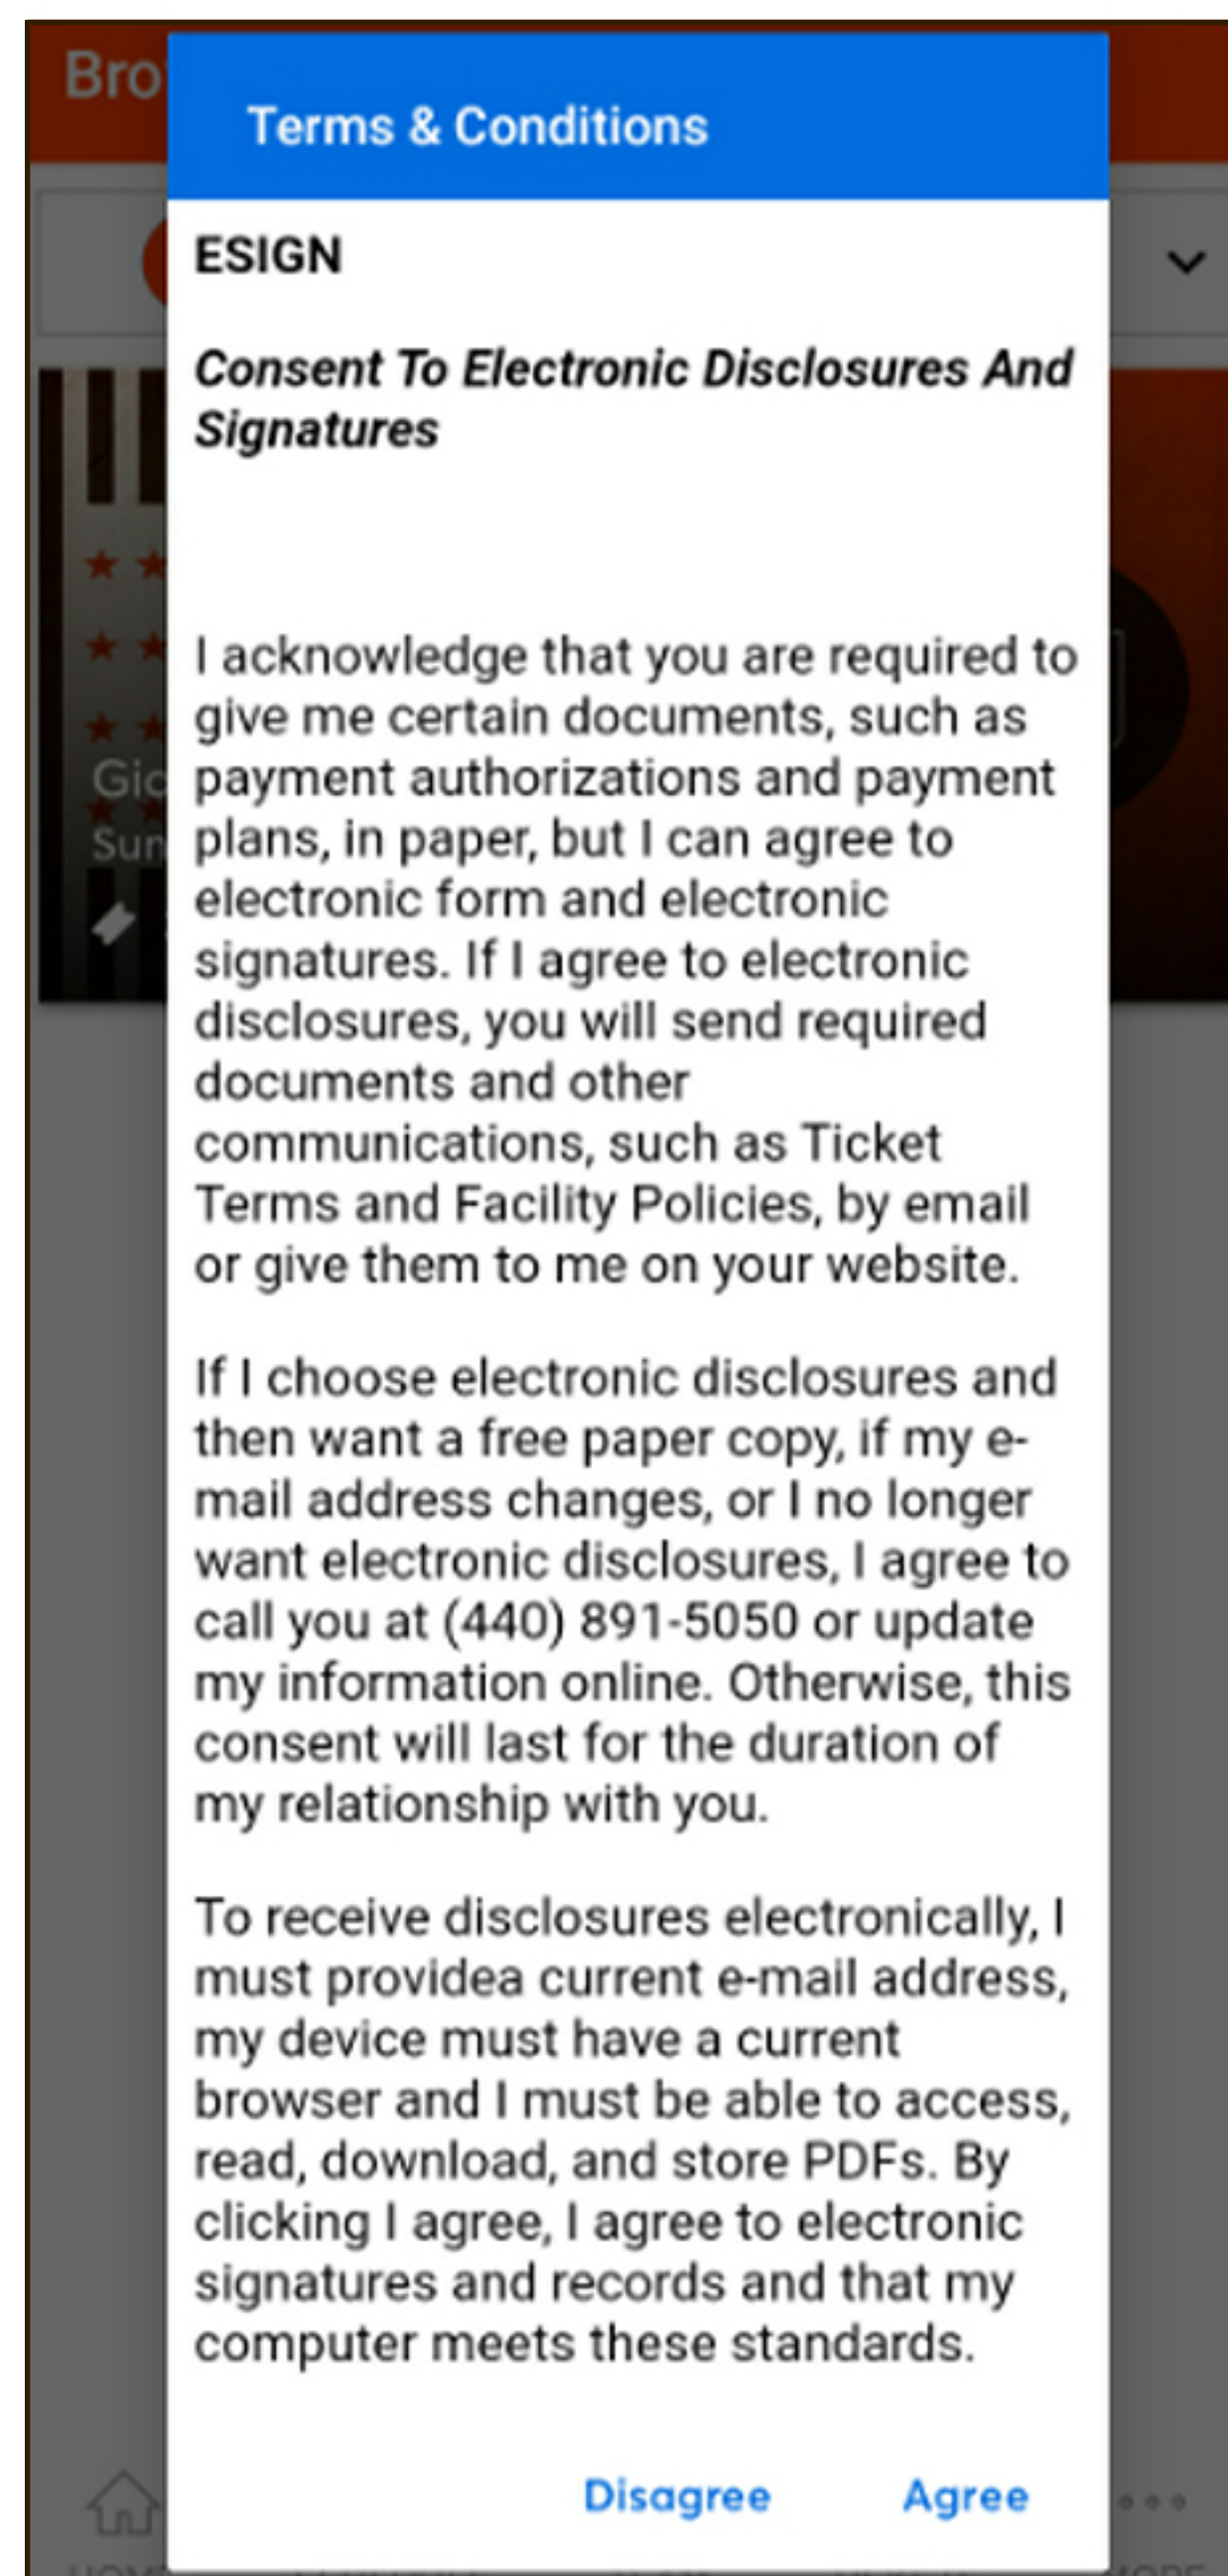 Terms & Conditions
ESIGN
Consent To Electronic Disclosures And
Signatures
I acknowledge that you are required to
give me certain documents, such as
payment authorizations and payment
plans, in paper, but I can agree to
electronic form and electronic
signatures. If I agree to electronic
disclosures, you will send required
documents and other
communications, such as Ticket
Terms and Facility Policies, by email
or give them to me on your website.
If I choose electronic disclosures and
then want a free paper copy, if my e-
mail address changes, or I no longer
want electronic disclosures, I agree to
call you at (440) 891-5050 or update
my information online. Otherwise, this
consent will last for the duration of
my relationship with you.
To receive disclosures electronically, I
must providea current e-mail address,
my device must have a current
browser and I must be able to access,
read, download, and store PDFs. By
clicking I agree, I agree to electronic
signatures and records and that my
computer meets these standards.
Disagree Agree